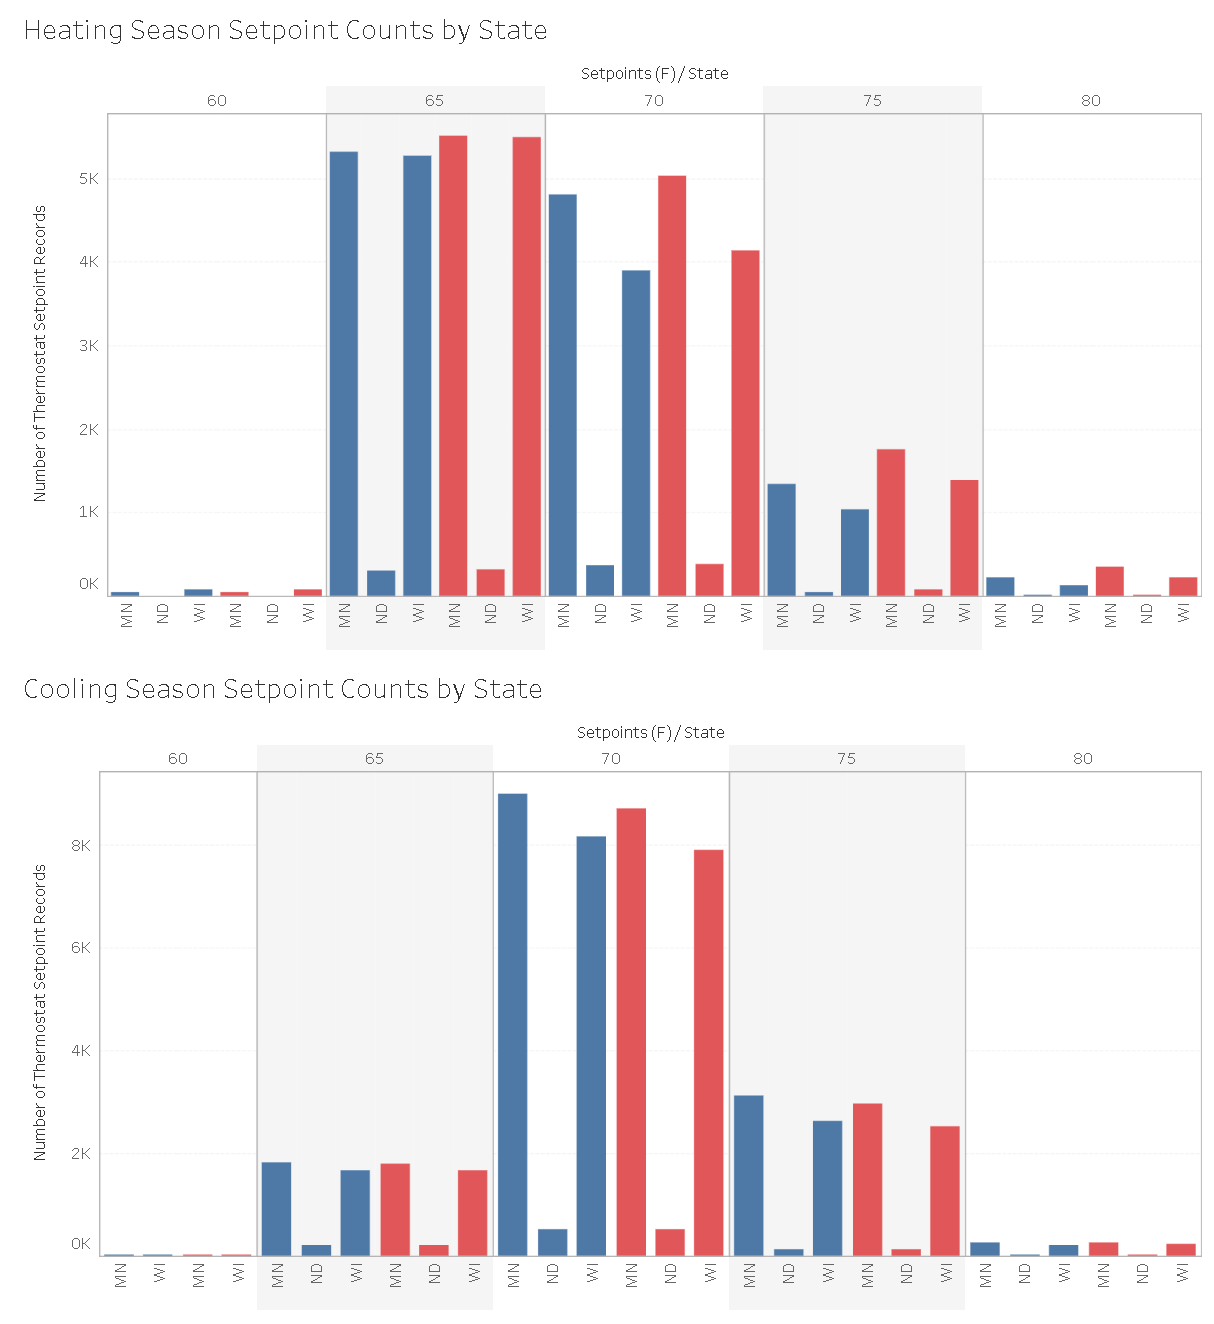 Heating Season Setpoint Counts by State
Setpoints (F) / State
60 65 70 75 80
Number of Thermostat Setpoint Records
5K
4K
3K
2K
1K
0K
MN ND WI MN ND WI MN ND WI MN ND WI MN ND WI MN ND WI MN ND WI MN ND WI MN ND WI MN ND WI
Cooling Season Setpoint Counts by State
Setpoints (F) / State
60 65 70 75 80
Number of Thermostat Setpoint Records
8K
6K
4K
2K
0K
MN WI MN WI MN ND WI MN ND WI MN ND WI MN ND WI MN ND WI MN ND WI MN ND WI MN ND WI